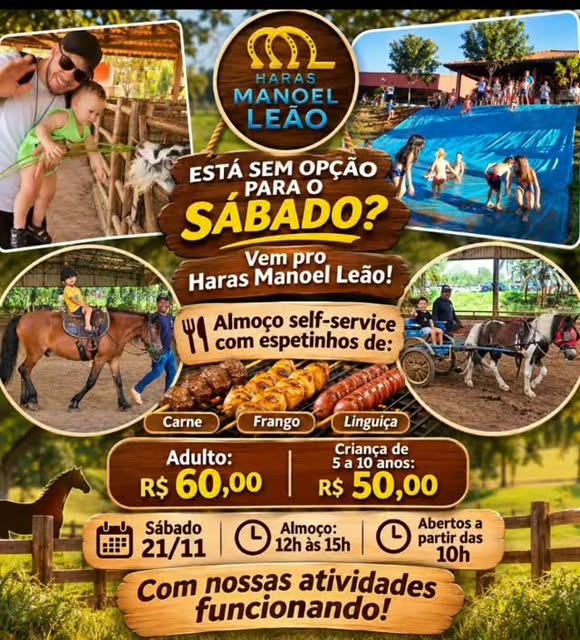 HARAS
MANOEL
LEÃO
ESTÁ SEM OPÇÃO
PARA O
SÁBADO?
Vem pro
Haras Manoel Leão!
Almoço self-service
com espetinhos de:
Carne
Frango
Linguiça
Adulto:
R$ 60,00
Criança de
5 a 10 anos:
R$ 50,00
Sábado
21/11
Almoço:
12h às 15h
Abertos a
partir das
10h
Com nossas atividades
funcionando!